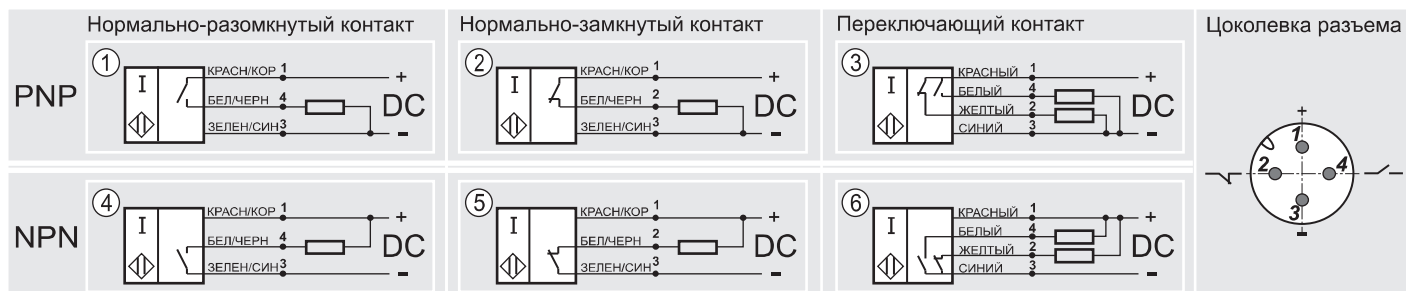 Нормально-разомкнутый контакт
Нормально-замкнутый контакт
Переключающий контакт
Цоколевка разъема
PNP
1
I
КРАСН/КОР 1
БЕЛ/ЧЕРН 4
ЗЕЛЕН/СИН 3
+
DC
-
2
I
КРАСН/КОР 1
БЕЛ/ЧЕРН 2
ЗЕЛЕН/СИН 3
+
DC
-
3
I
КРАСНЫЙ 1
БЕЛЫЙ 4
ЖЕЛТЫЙ 2
СИНИЙ 3
+
DC
-
+
1
2
4
3
-
NPN
4
I
КРАСН/КОР 1
БЕЛ/ЧЕРН 4
ЗЕЛЕН/СИН 3
+
DC
-
5
I
КРАСН/КОР 1
БЕЛ/ЧЕРН 2
ЗЕЛЕН/СИН 3
+
DC
-
6
I
КРАСНЫЙ 1
БЕЛЫЙ 4
ЖЕЛТЫЙ 2
СИНИЙ 3
+
DC
-